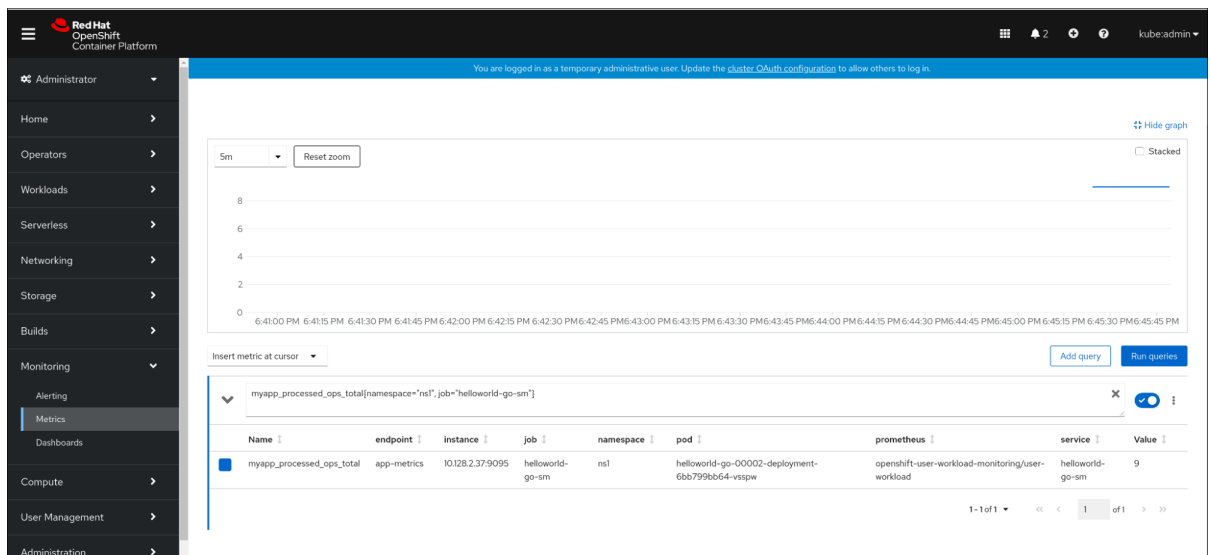 Red Hat
OpenShift
Container Platform
2
kube:admin
Administrator
You are logged in as a temporary administrative user. Update the cluster OAuth configuration to allow others to log in.
Home
Operators
Workloads
Serverless
Networking
Storage
Builds
Monitoring
Alerting
Metrics
Dashboards
Compute
User Management
Administration
Hide graph
5m
Reset zoom
Stacked
8
6
4
2
0
6:41:00 PM 6:41:15 PM 6:41:30 PM 6:41:45 PM 6:42:00 PM 6:42:15 PM 6:42:30 PM 6:42:45 PM 6:43:00 PM 6:43:15 PM 6:43:30 PM 6:43:45 PM 6:44:00 PM 6:44:15 PM 6:44:30 PM 6:44:45 PM 6:45:00 PM 6:45:15 PM 6:45:30 PM 6:45:45 PM
Insert metric at cursor
Add query
Run queries
myapp_processed_ops_total{namespace="ns1", job="helloworld-go-sm"}
Name endpoint instance job namespace pod prometheus service Value
myapp_processed_ops_total app-metrics 10.128.2.37:9095 helloworld- ns1 helloworld-go-00002-deployment- openshift-user-workload-monitoring/user- helloworld- 9
go-sm 6bb799bb64-vsspw workload go-sm
1-1 of 1
1 of 1